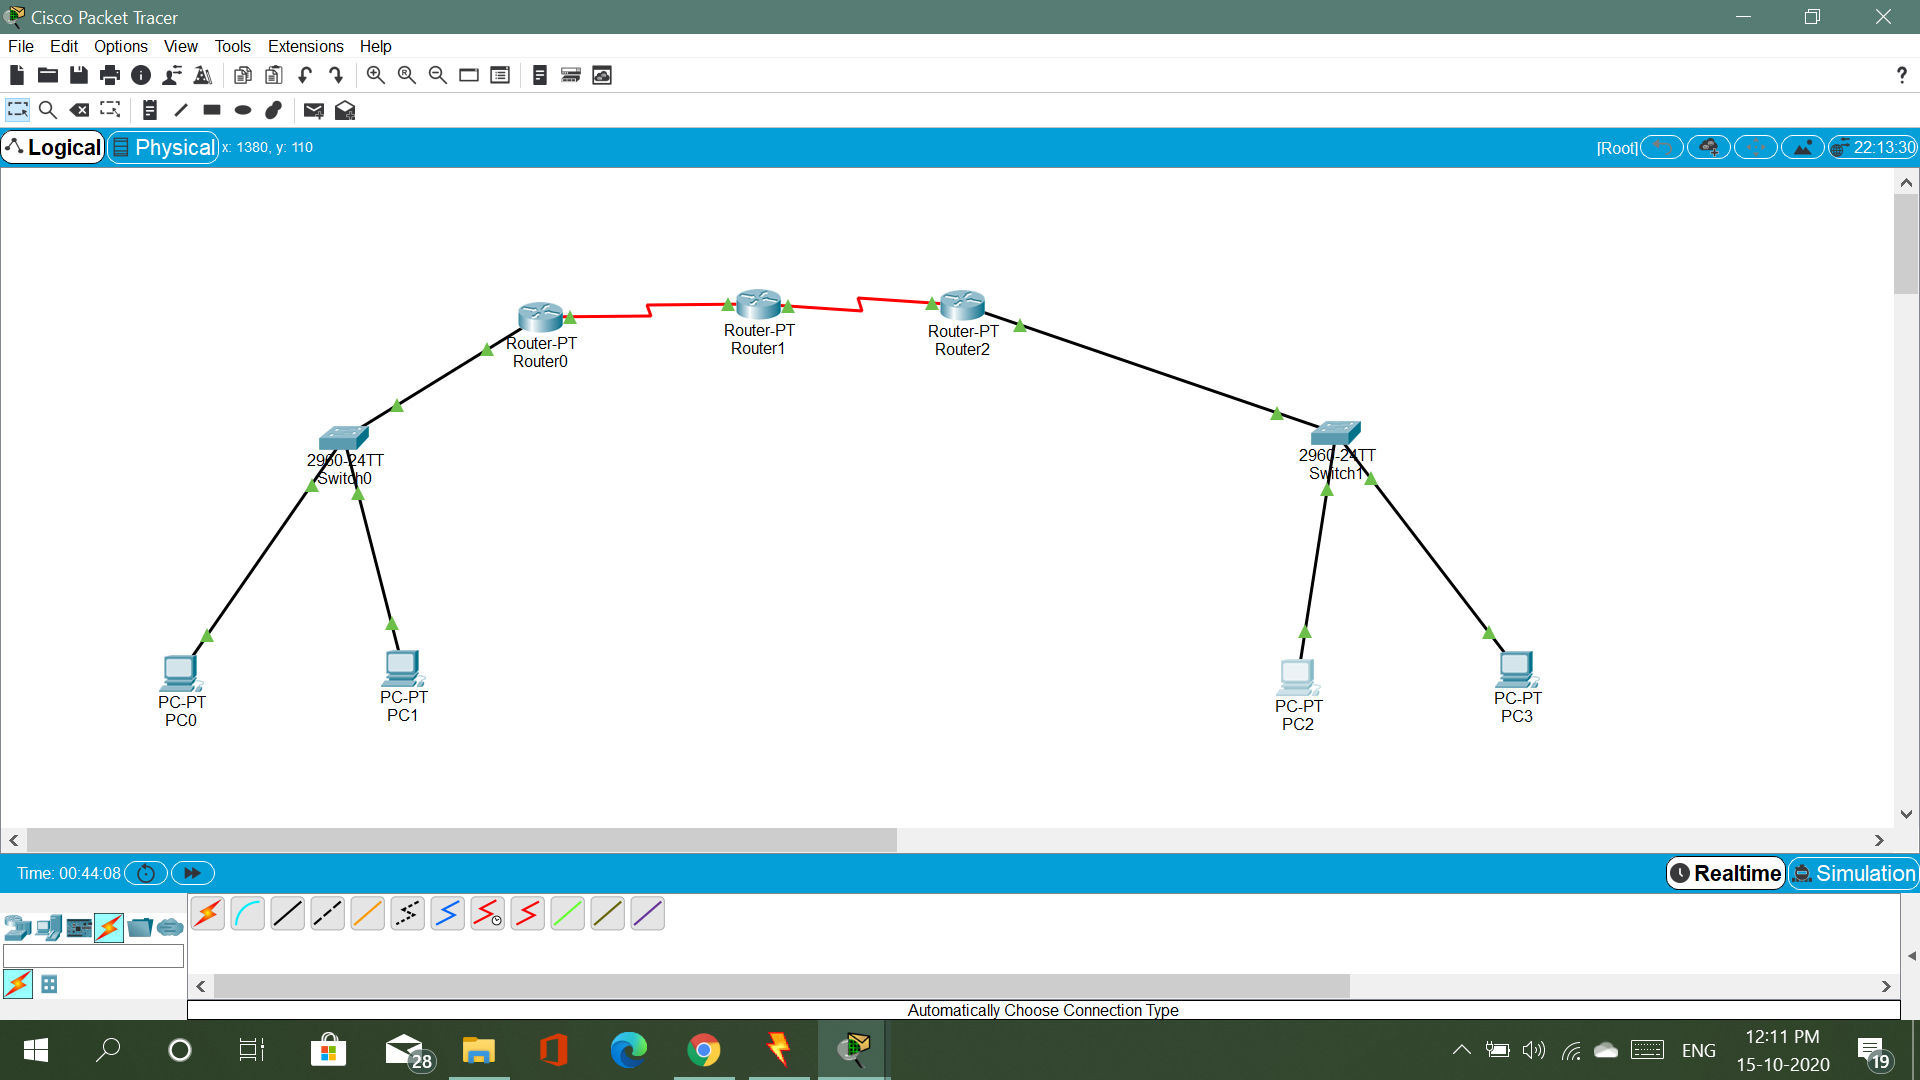 Cisco Packet Tracer
File Edit Options View Tools Extensions Help
?
Logical Physical x: 1380, y: 110 [Root] 22:13:30
Router-PT
Router0
Router-PT
Router1
Router-PT
Router2
2960-24TT
Switch0
2960-24TT
Switch1
PC-PT
PC0
PC-PT
PC1
PC-PT
PC2
PC-PT
PC3
Time: 00:44:08 Realtime Simulation
Automatically Choose Connection Type
28
ENG
12:11 PM
15-10-2020
19